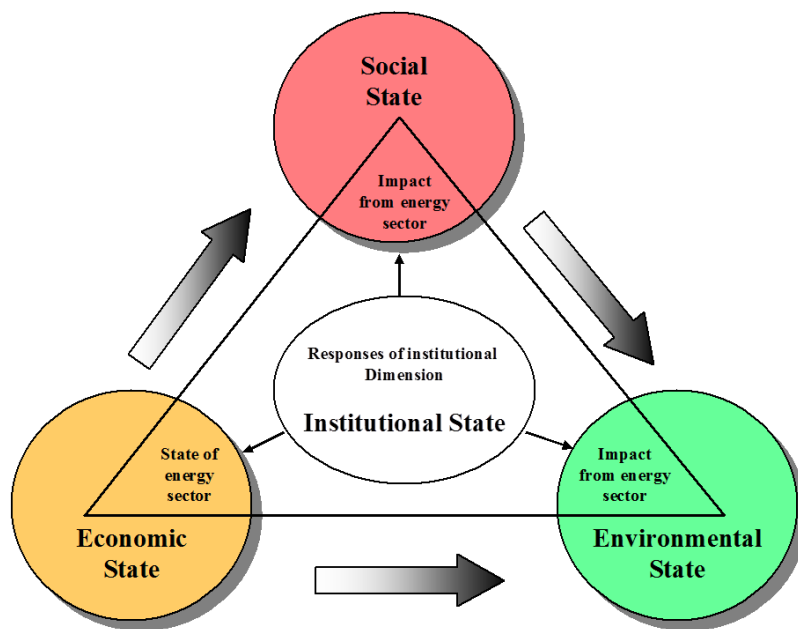 Social
State
Impact
from energy
sector
Responses of institutional
Dimension
Institutional State
State of
energy
sector
Economic
State
Impact
from energy
sector
Environmental
State